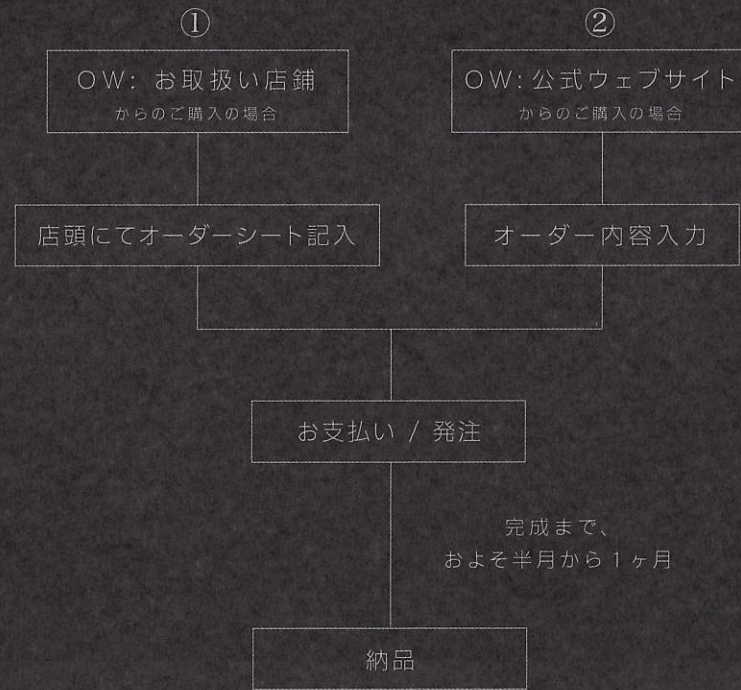 ①
OW: お取扱い店舗
からのご購入の場合
②
OW: 公式ウェブサイト
からのご購入の場合
店頭にてオーダーシート記入
オーダー内容入力
お支払い / 発注
完成まで、
およそ半月から1ヶ月
納品